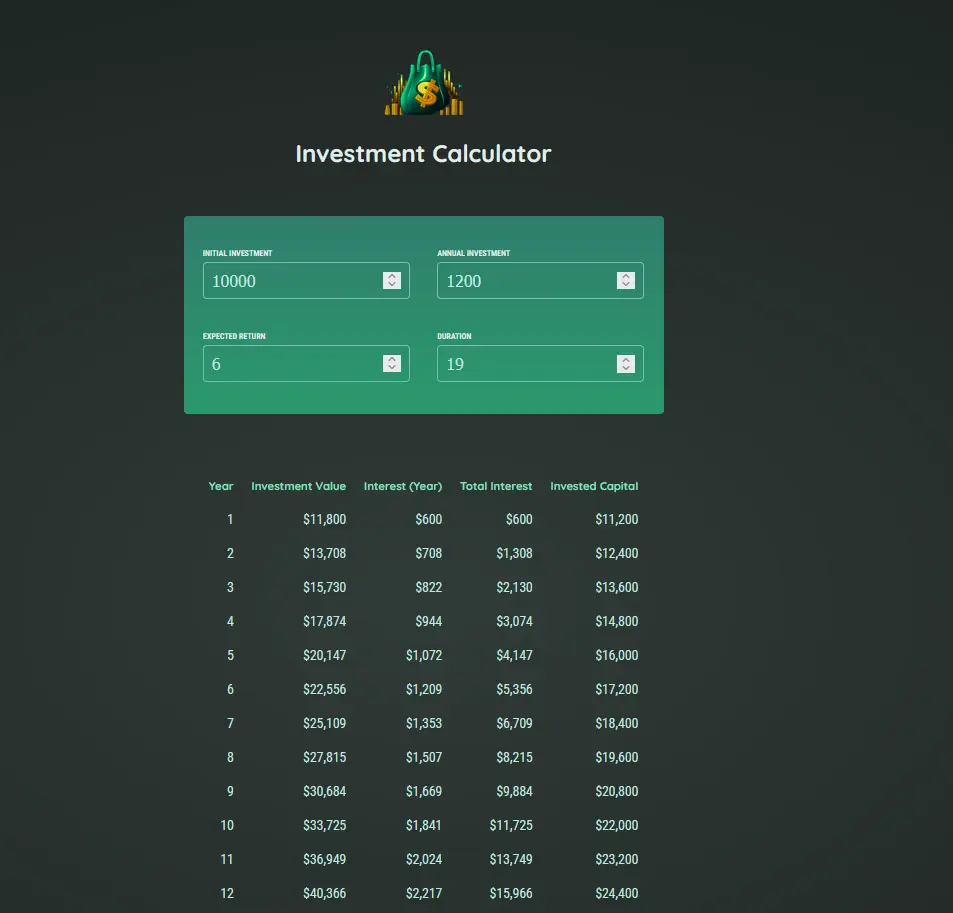 $
Investment Calculator
INITIAL INVESTMENT ANNUAL INVESTMENT
10000 1200
EXPECTED RETURN DURATION
6 19
Year Investment Value Interest (Year) Total Interest Invested Capital
1 $11,800 $600 $600 $11,200
2 $13,708 $708 $1,308 $12,400
3 $15,730 $822 $2,130 $13,600
4 $17,874 $944 $3,074 $14,800
5 $20,147 $1,072 $4,147 $16,000
6 $22,556 $1,209 $5,356 $17,200
7 $25,109 $1,353 $6,709 $18,400
8 $27,815 $1,507 $8,215 $19,600
9 $30,684 $1,669 $9,884 $20,800
10 $33,725 $1,841 $11,725 $22,000
11 $36,949 $2,024 $13,749 $23,200
12 $40,366 $2,217 $15,966 $24,400